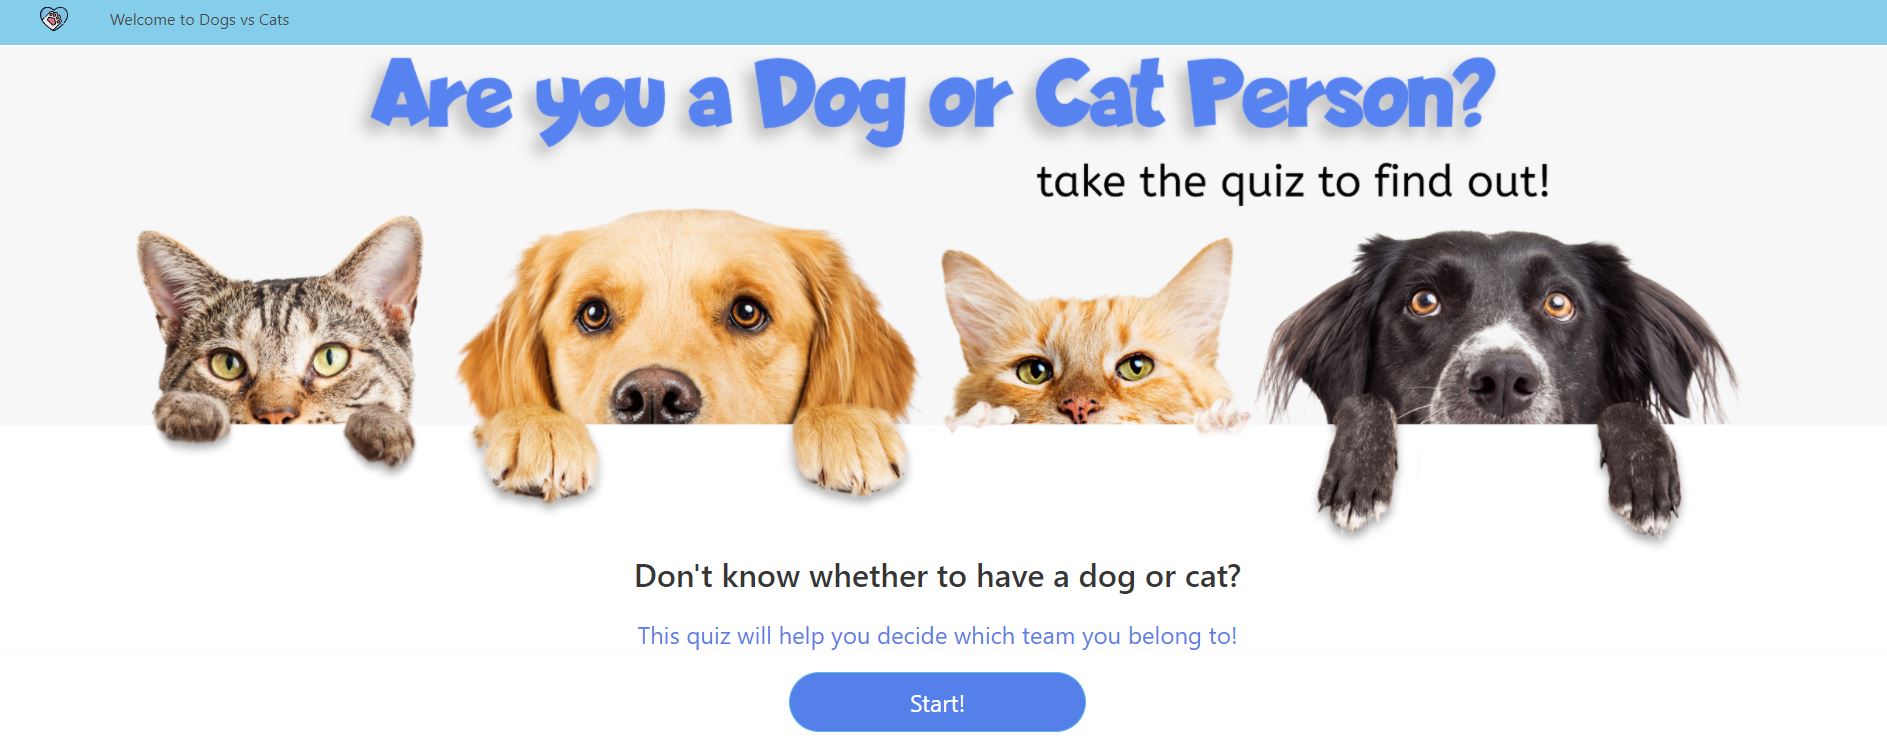 Welcome to Dogs vs Cats
Are you a Dog or Cat Person?
take the quiz to find out!
Don't know whether to have a dog or cat?
This quiz will help you decide which team you belong to!
Start!